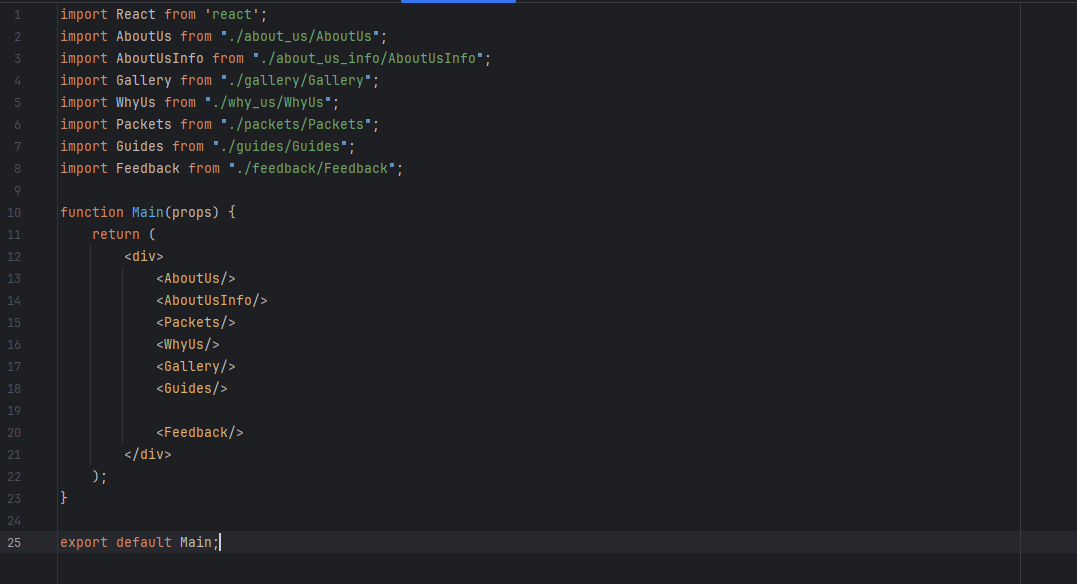 1 import React from 'react';
2 import AboutUs from "./about_us/AboutUs";
3 import AboutUsInfo from "./about_us_info/AboutUsInfo";
4 import Gallery from "./gallery/Gallery";
5 import WhyUs from "./why_us/WhyUs";
6 import Packets from "./packets/Packets";
7 import Guides from "./guides/Guides";
8 import Feedback from "./feedback/Feedback";
9
10 function Main(props) {
11     return (
12         <div>
13             <AboutUs/>
14             <AboutUsInfo/>
15             <Packets/>
16             <WhyUs/>
17             <Gallery/>
18             <Guides/>
19
20             <Feedback/>
21         </div>
22     );
23 }
24
25 export default Main;